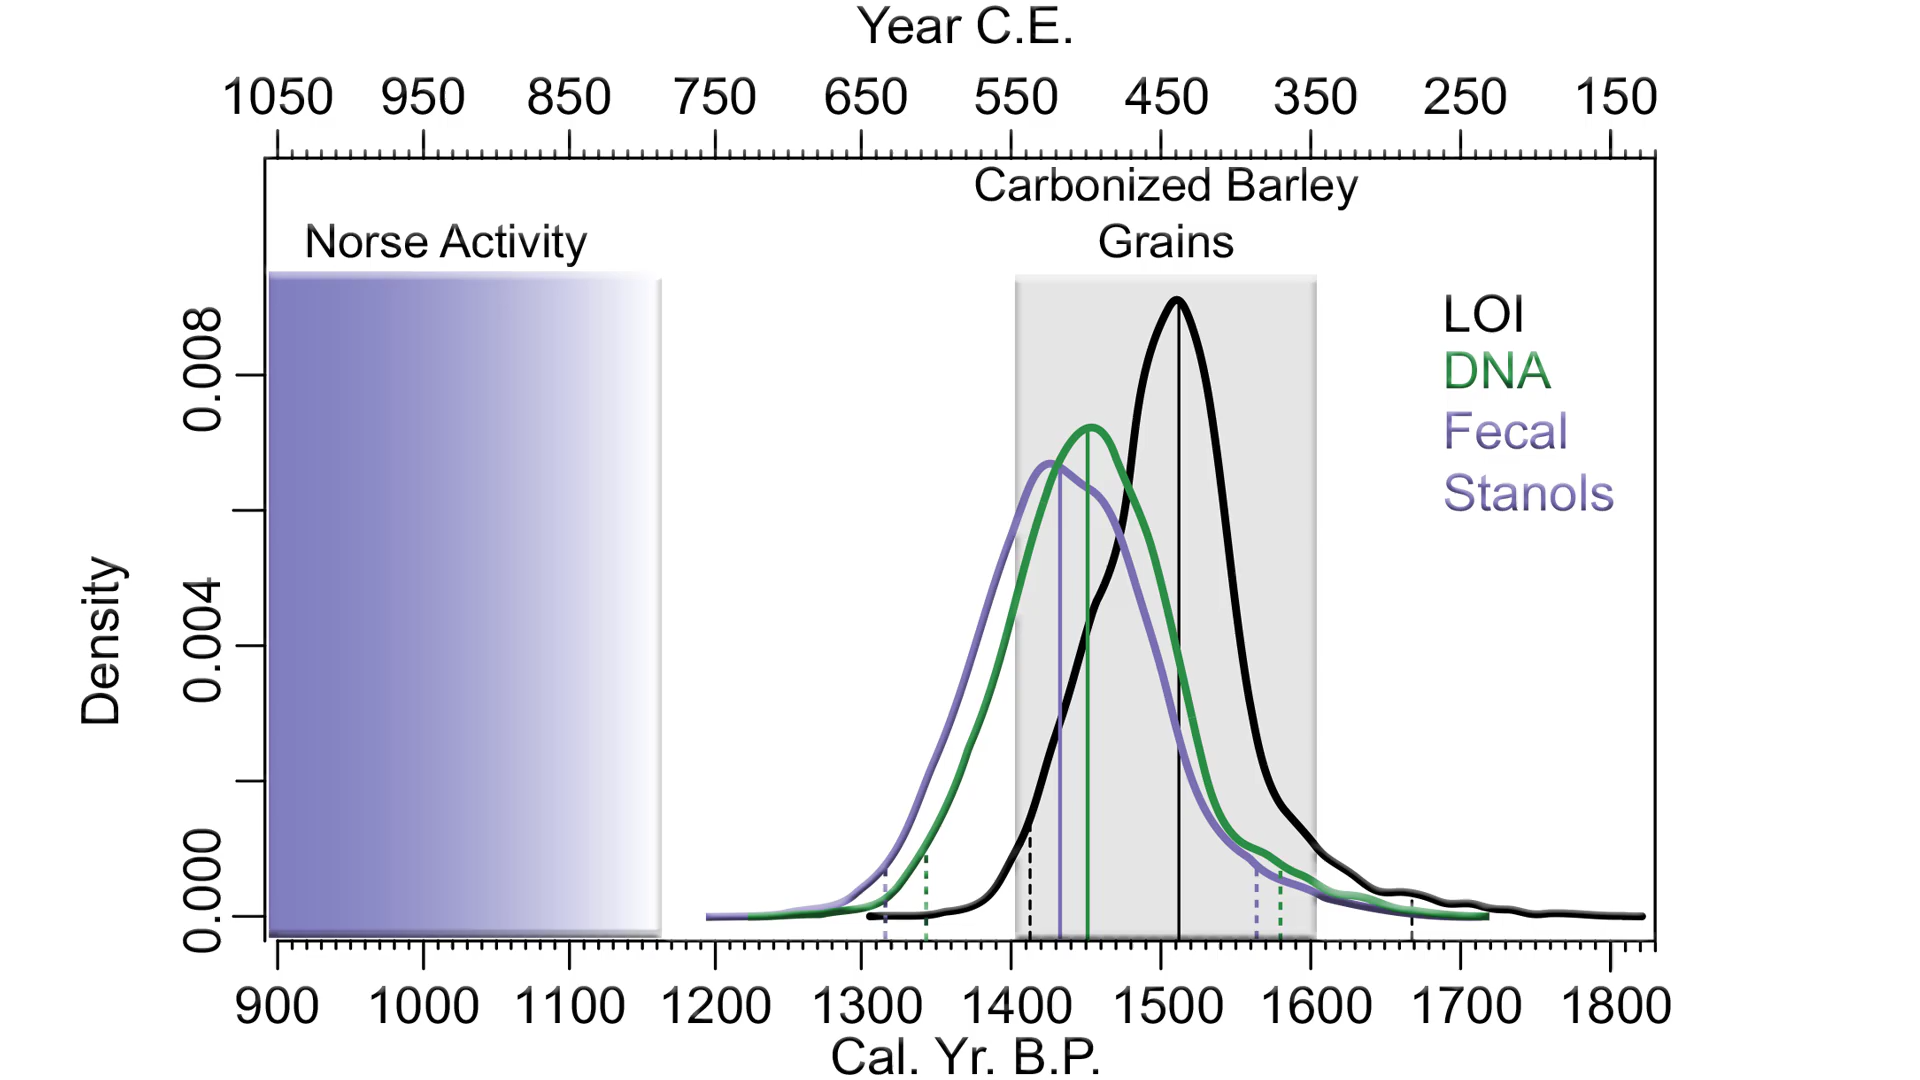 Year C.E.
1050 950 850 750 650 550 450 350 250 150
Carbonized Barley
Grains
Norse Activity
LOI
DNA
Fecal
Stanols
Density
0.008
0.004
0.000
900 1000 1100 1200 1300 1400 1500 1600 1700 1800
Cal. Yr. B.P.